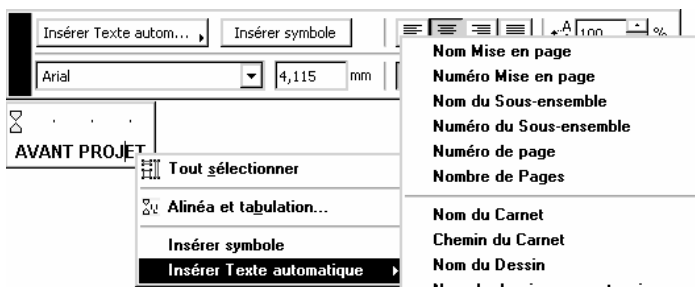 Insérer Texte autom...
Insérer symbole
100 %
Arial
4,115 mm
AVANT PROJET
Tout sélectionner
Alinéa et tabulation...
Insérer symbole
Insérer Texte automatique
Nom Mise en page
Numéro Mise en page
Nom du Sous-ensemble
Numéro du Sous-ensemble
Numéro de page
Nombre de Pages
Nom du Carnet
Chemin du Carnet
Nom du Dessin